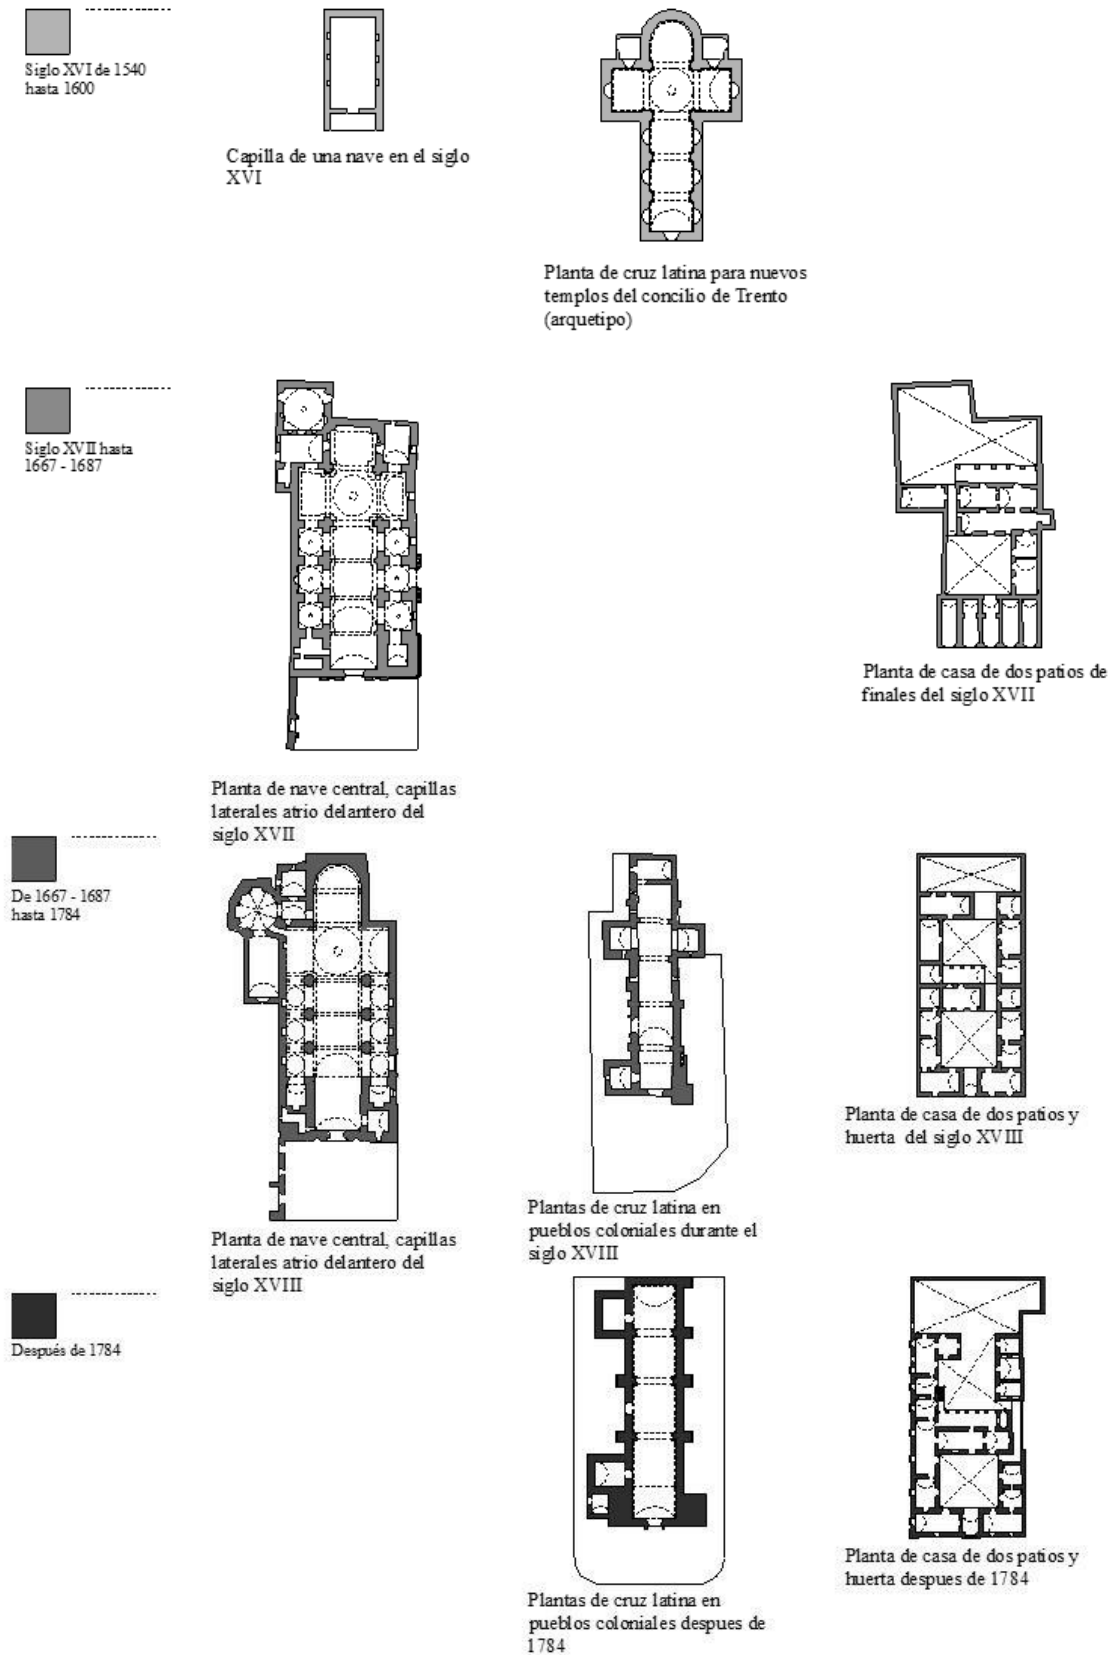 Siglo XVI de 1540
hasta 1600
Capilla de una nave en el siglo
XVI
Planta de cruz latina para nuevos
templos del concilio de Trento
(arquetipo)
Siglo XVII hasta
1667 - 1687
Planta de nave central, capillas
laterales atrio delantero del
siglo XVII
Planta de casa de dos patios de
finales del siglo XVII
De 1667 - 1687
hasta 1784
Planta de nave central, capillas
laterales atrio delantero del
siglo XVIII
Plantas de cruz latina en
pueblos coloniales durante el
siglo XVIII
Planta de casa de dos patios y
huerta del siglo XVIII
Después de 1784
Plantas de cruz latina en
pueblos coloniales despues de
1784
Planta de casa de dos patios y
huerta despues de 1784